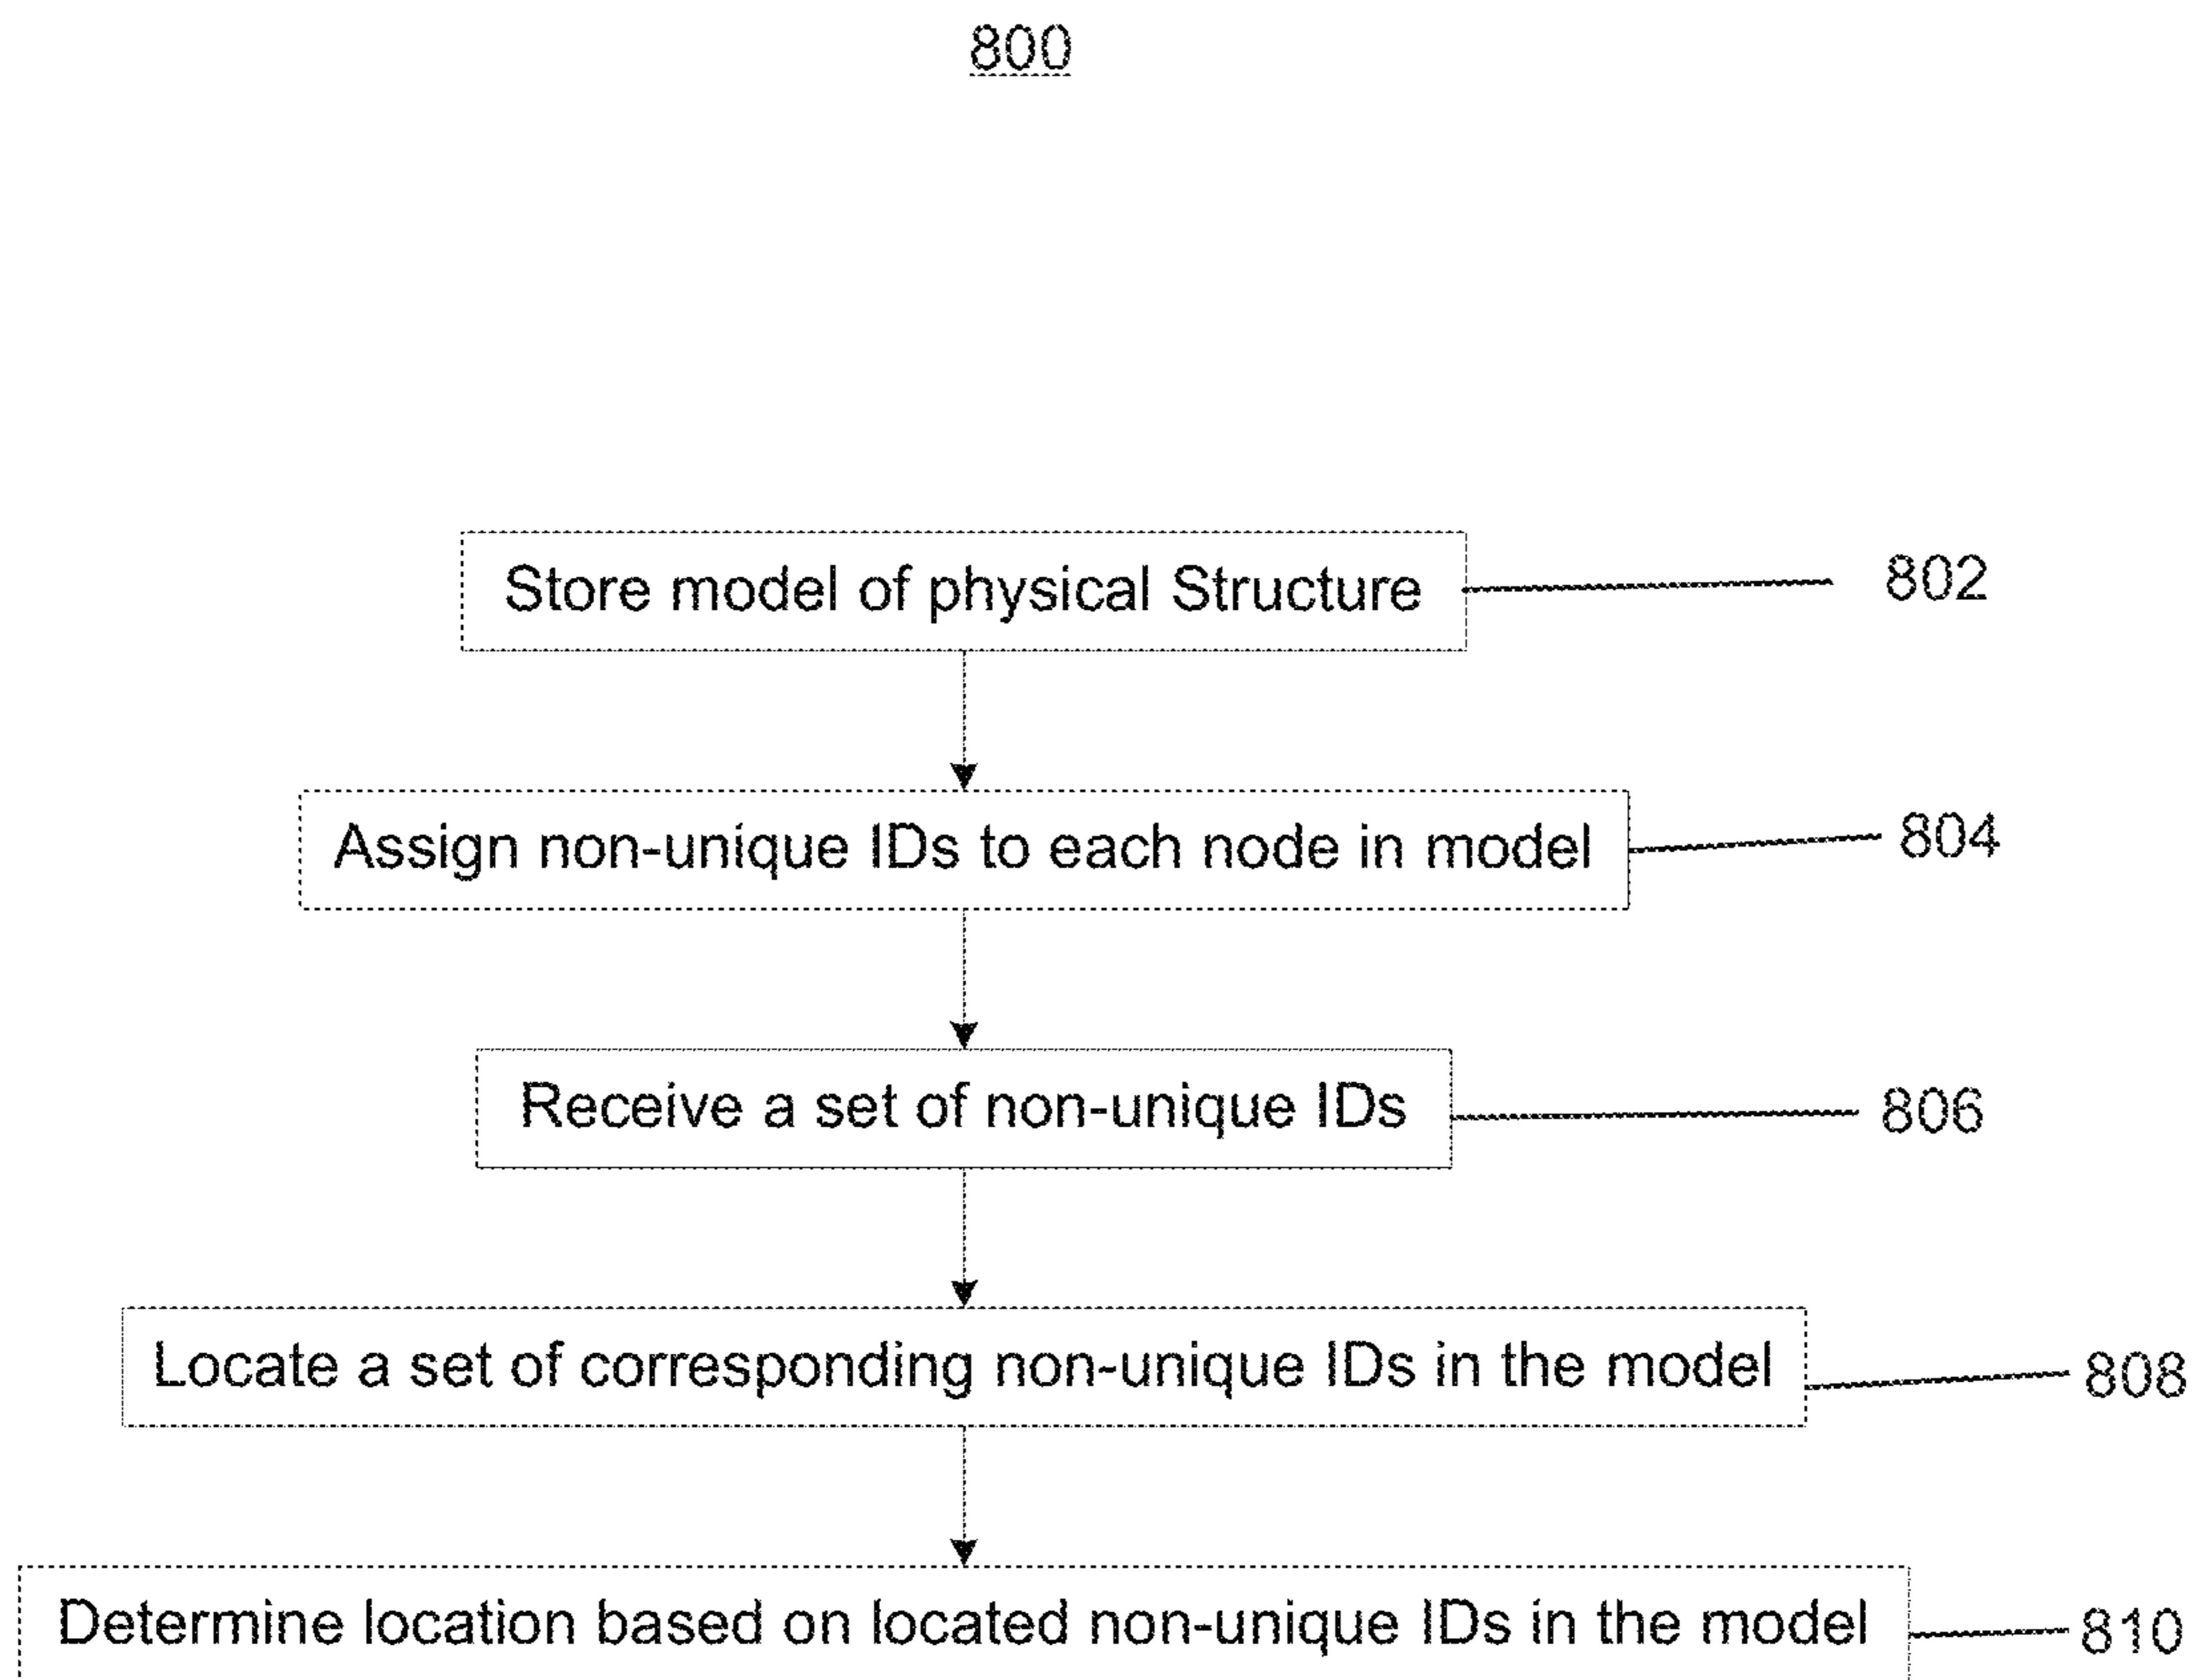 800
Store model of physical Structure 802
Assign non-unique IDs to each node in model 804
Receive a set of non-unique IDs 806
Locate a set of corresponding non-unique IDs in the model 808
Determine location based on located non-unique IDs in the model 810